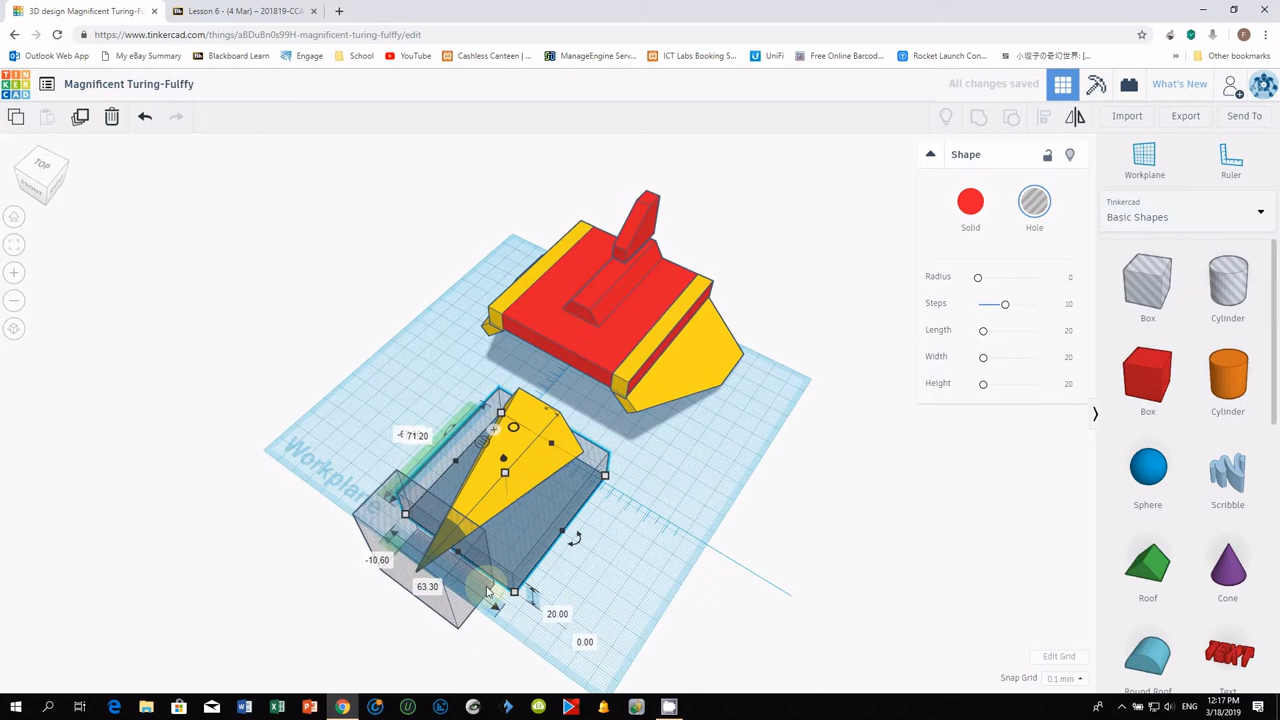 3D design Magnificent Turing-Fu
Lesson 6 - (4 Mar) – 201819-CCA
https://www.tinkercad.com/things/aBDuBn0s99H-magnificent-turing-fulffy/edit
Outlook Web App
My eBay Summary
Blackboard Learn
Engage
School
YouTube
Cashless Canteen | ...
ManageEngine Serv...
ICT Labs Booking S...
UniFi
Free Online Barcod...
Rocket Launch Con...
Other bookmarks
TINKERCAD
Magnificent Turing-Fulffy
All changes saved
What's New
Import
Export
Send To
TOP
FRONT
Shape
Solid
Hole
Radius 0
Steps 10
Length 20
Width 20
Height 20
Workplane
Ruler
Tinkercad
Basic Shapes
Box
Cylinder
Box
Cylinder
Sphere
Scribble
Roof
Cone
Round Roof
TEXT
Text
Workplane
71.20
-10.60
63.30
20.00
0.00
Edit Grid
Snap Grid 0.1 mm
ENG
12:17 PM
3/18/2019